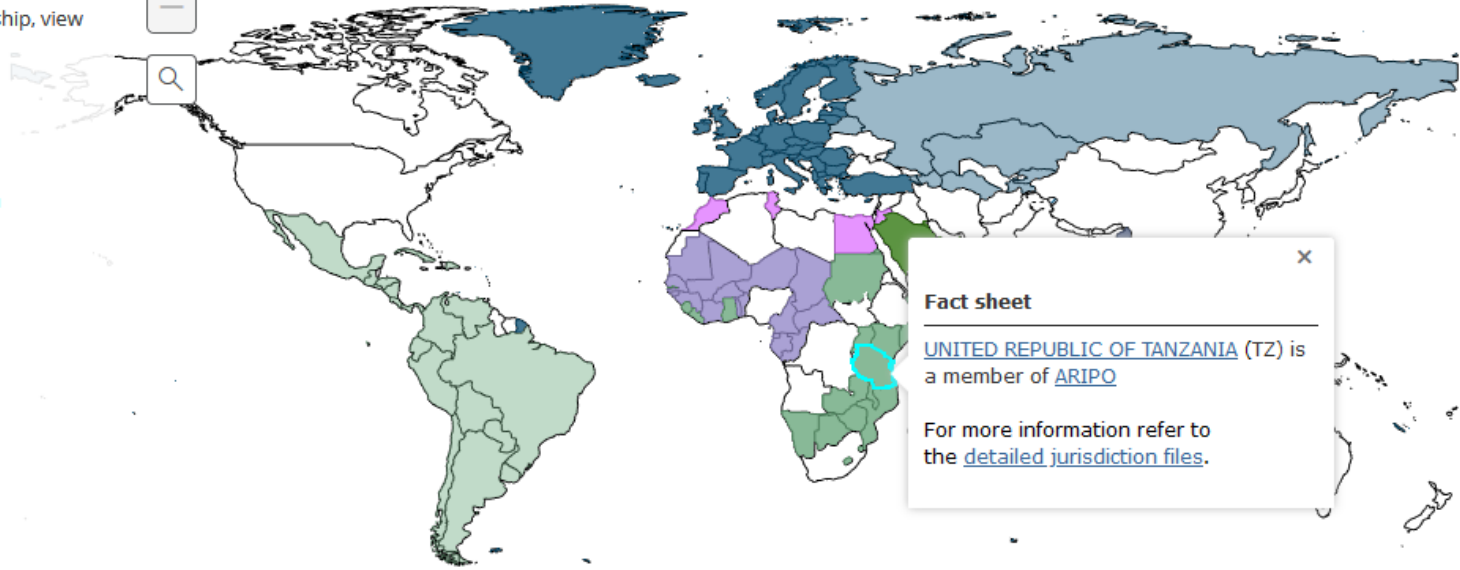 hip, view
Fact sheet
UNITED REPUBLIC OF TANZANIA (TZ) is
a member of ARIPO
For more information refer to
the detailed jurisdiction files.